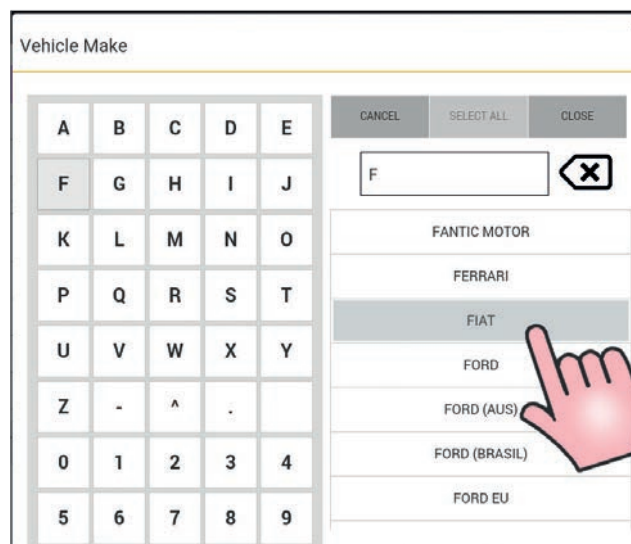 Vehicle Make
A B C D E
F G H I J
K L M N O
P Q R S T
U V W X Y
Z - ^ .
0 1 2 3 4
5 6 7 8 9
CANCEL SELECT ALL CLOSE
F
FANTIC MOTOR
FERRARI
FIAT
FORD
FORD (AUS)
FORD (BRASIL)
FORD EU